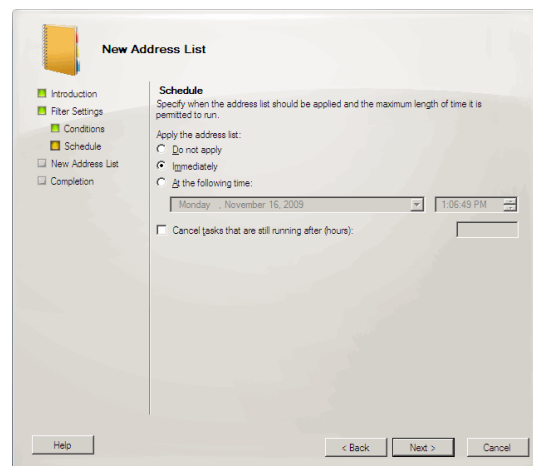 New Address List
Introduction
Filter Settings
Conditions
Schedule
New Address List
Completion
Schedule
Specify when the address list should be applied and the maximum length of time it is
permitted to run.
Apply the address list:
Do not apply
Immediately
At the following time:
Monday , November 16, 2009
1:06:49 PM
Cancel tasks that are still running after (hours):
Help
< Back
Next >
Cancel